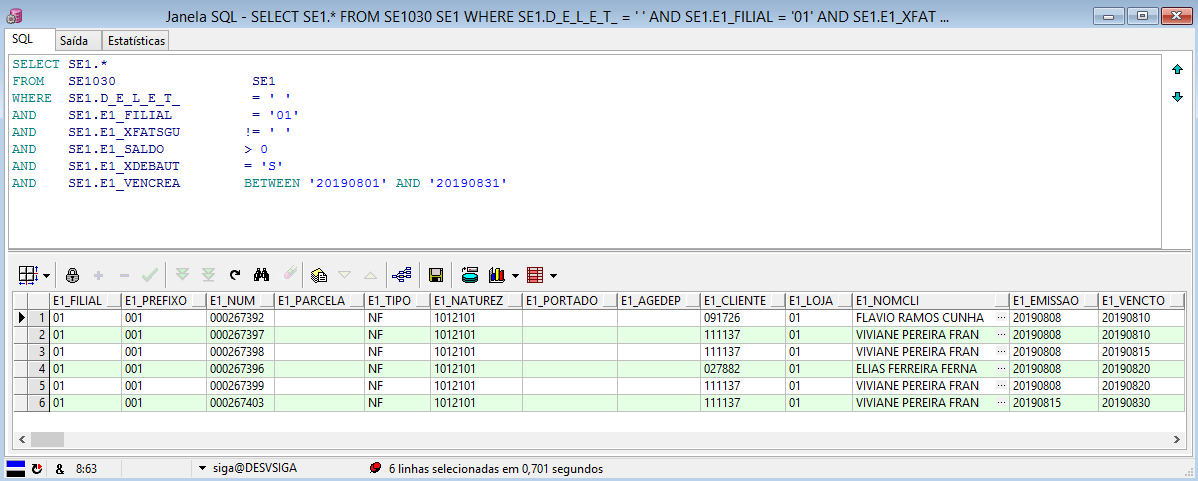 Janela SQL - SELECT SE1.* FROM SE1030 SE1 WHERE SE1.D_E_L_E_T_ = ' ' AND SE1.E1_FILIAL = '01' AND SE1.E1_XFAT ...
SQL Saída Estatísticas
SELECT SE1.*
FROM SE1030 SE1
WHERE SE1.D_E_L_E_T_ = ' '
AND SE1.E1_FILIAL = '01'
AND SE1.E1_XFATSGU != ' '
AND SE1.E1_SALDO > 0
AND SE1.E1_XDEBAUT = 'S'
AND SE1.E1_VENCREA BETWEEN '20190801' AND '20190831'
E1_FILIAL E1_PREFIXO E1_NUM E1_PARCELA E1_TIPO E1_NATUREZ E1_PORTADO E1_AGEDEP E1_CLIENTE E1_LOJA E1_NOMCLI E1_EMISSAO E1_VENCTO
1 01 001 000267392 NF 1012101 091726 01 FLAVIO RAMOS CUNHA ... 20190808 20190810
2 01 001 000267397 NF 1012101 111137 01 VIVIANE PEREIRA FRAN ... 20190808 20190810
3 01 001 000267398 NF 1012101 111137 01 VIVIANE PEREIRA FRAN ... 20190808 20190815
4 01 001 000267396 NF 1012101 027882 01 ELIAS FERREIRA FERNA ... 20190808 20190820
5 01 001 000267399 NF 1012101 111137 01 VIVIANE PEREIRA FRAN ... 20190808 20190820
6 01 001 000267403 NF 1012101 111137 01 VIVIANE PEREIRA FRAN ... 20190815 20190830
& 8:63 siga@DESVSIGA 6 linhas selecionadas em 0,701 segundos